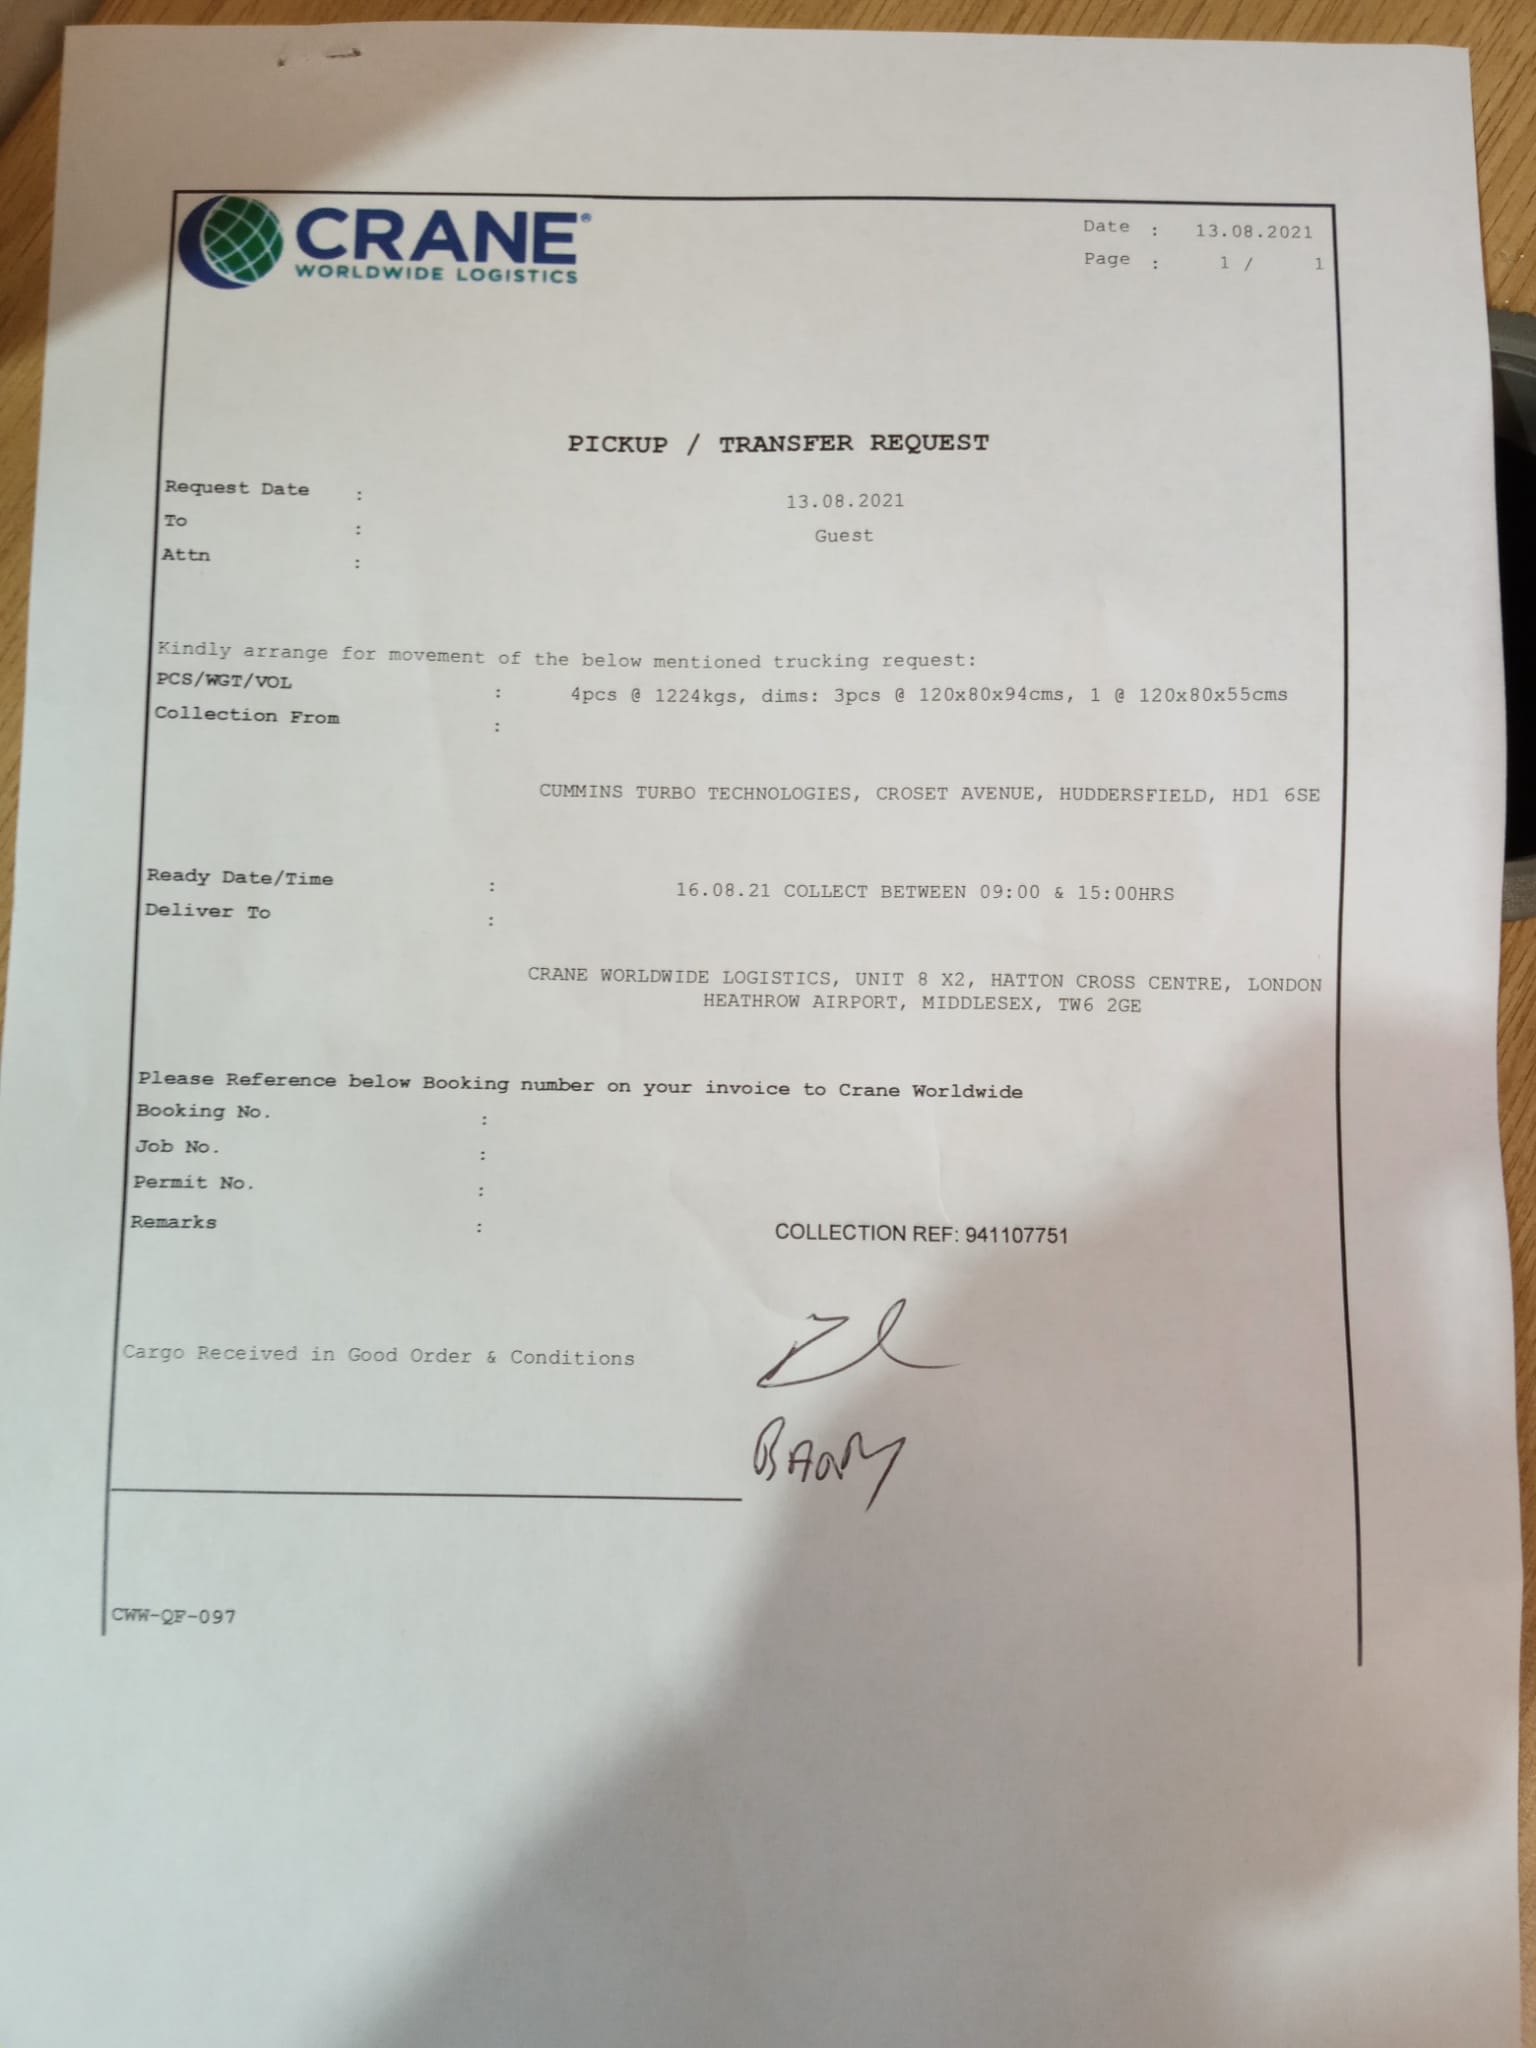 CRANE®
WORLDWIDE LOGISTICS
Date : 13.08.2021
Page : 1 / 1
PICKUP / TRANSFER REQUEST
Request Date : 13.08.2021
To : Guest
Attn :
Kindly arrange for movement of the below mentioned trucking request:
PCS/WGT/VOL : 4pcs @ 1224kgs, dims: 3pcs @ 120x80x94cms, 1 @ 120x80x55cms
Collection From :
CUMMINS TURBO TECHNOLOGIES, CROSET AVENUE, HUDDERSFIELD, HD1 6SE
Ready Date/Time : 16.08.21 COLLECT BETWEEN 09:00 & 15:00HRS
Deliver To :
CRANE WORLDWIDE LOGISTICS, UNIT 8 X2, HATTON CROSS CENTRE, LONDON
HEATHROW AIRPORT, MIDDLESEX, TW6 2GE
Please Reference below Booking number on your invoice to Crane Worldwide
Booking No. :
Job No. :
Permit No. :
Remarks : COLLECTION REF: 941107751
Cargo Received in Good Order & Conditions
CWW-QF-097